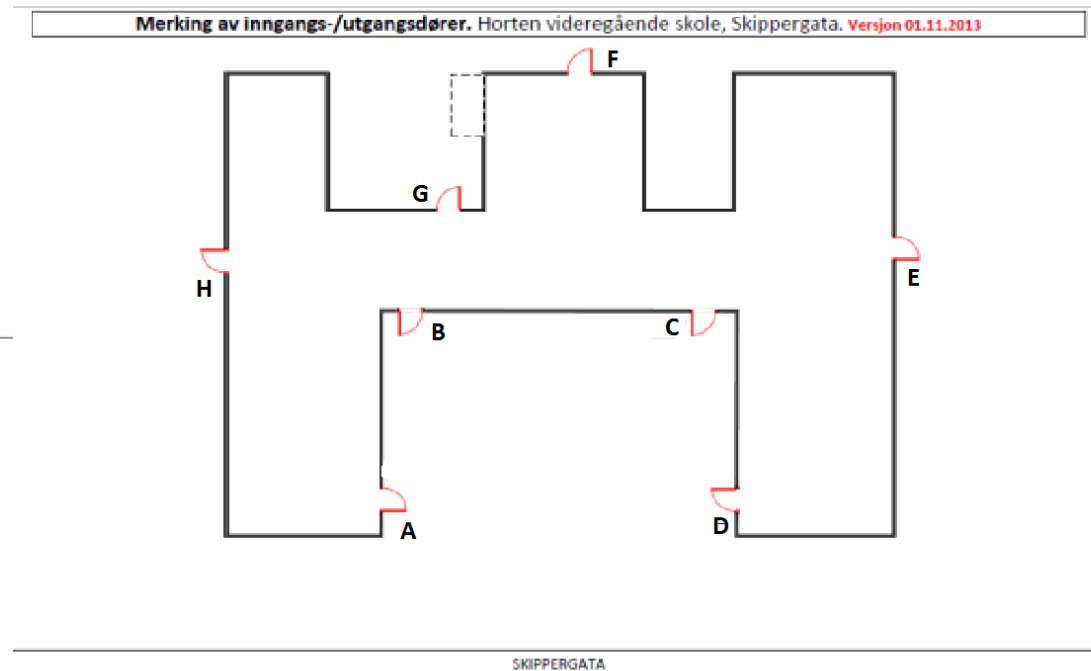 Merking av inngangs-/utgangsdører. Horten videregående skole, Skippergata. Versjon 01.11.2013
F
G
H
E
B
C
A
D
SKIPPERGATA